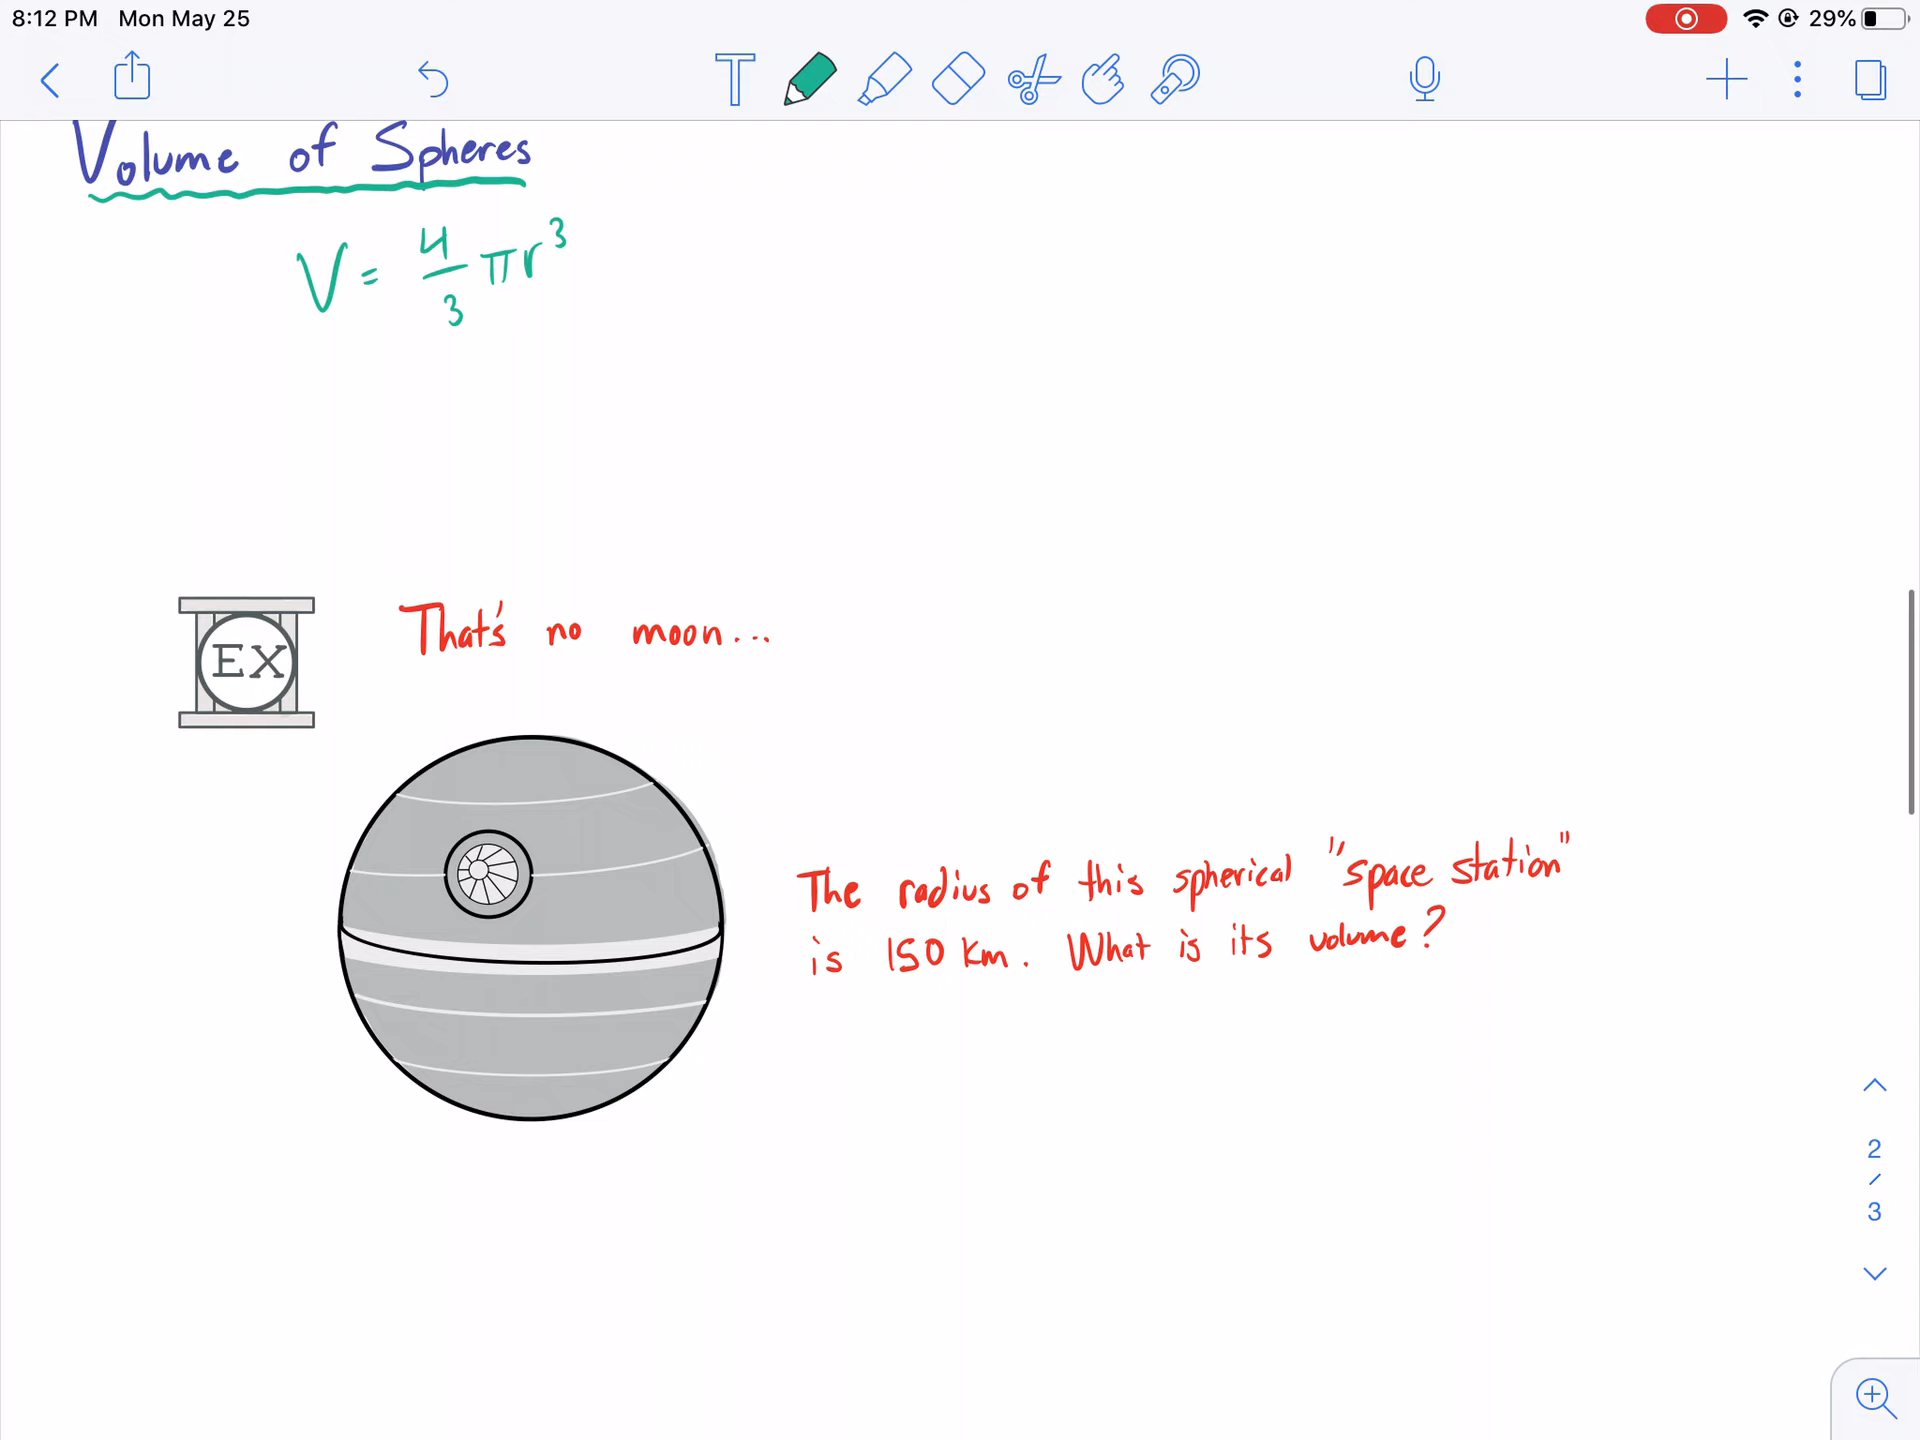 8:12 PM Mon May 25
29%
T
Volume of Spheres
V = 4/3 πr³
EX
That's no moon...
The radius of this spherical "space station"
is 150 km. What is its volume?
2
/
3